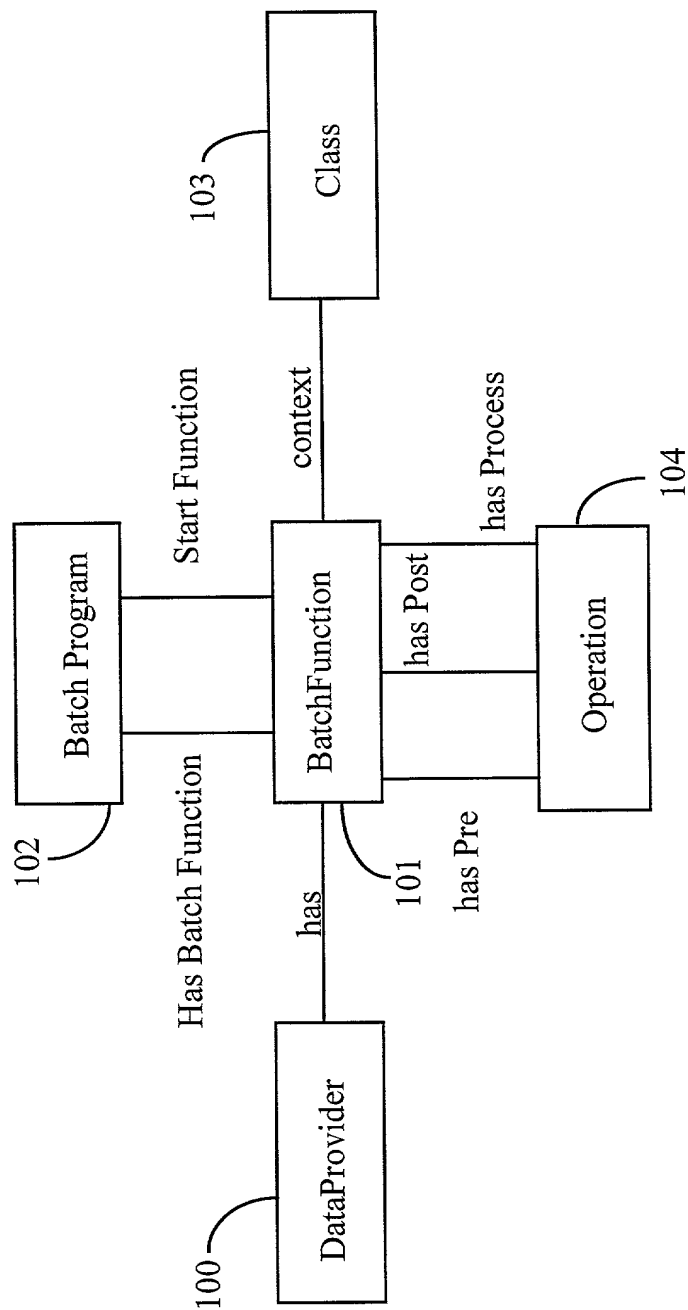 102
Batch Program
Has Batch Function
Start Function
103
100
DataProvider
has
BatchFunction
101
context
Class
has Pre
has Post
has Process
Operation
104